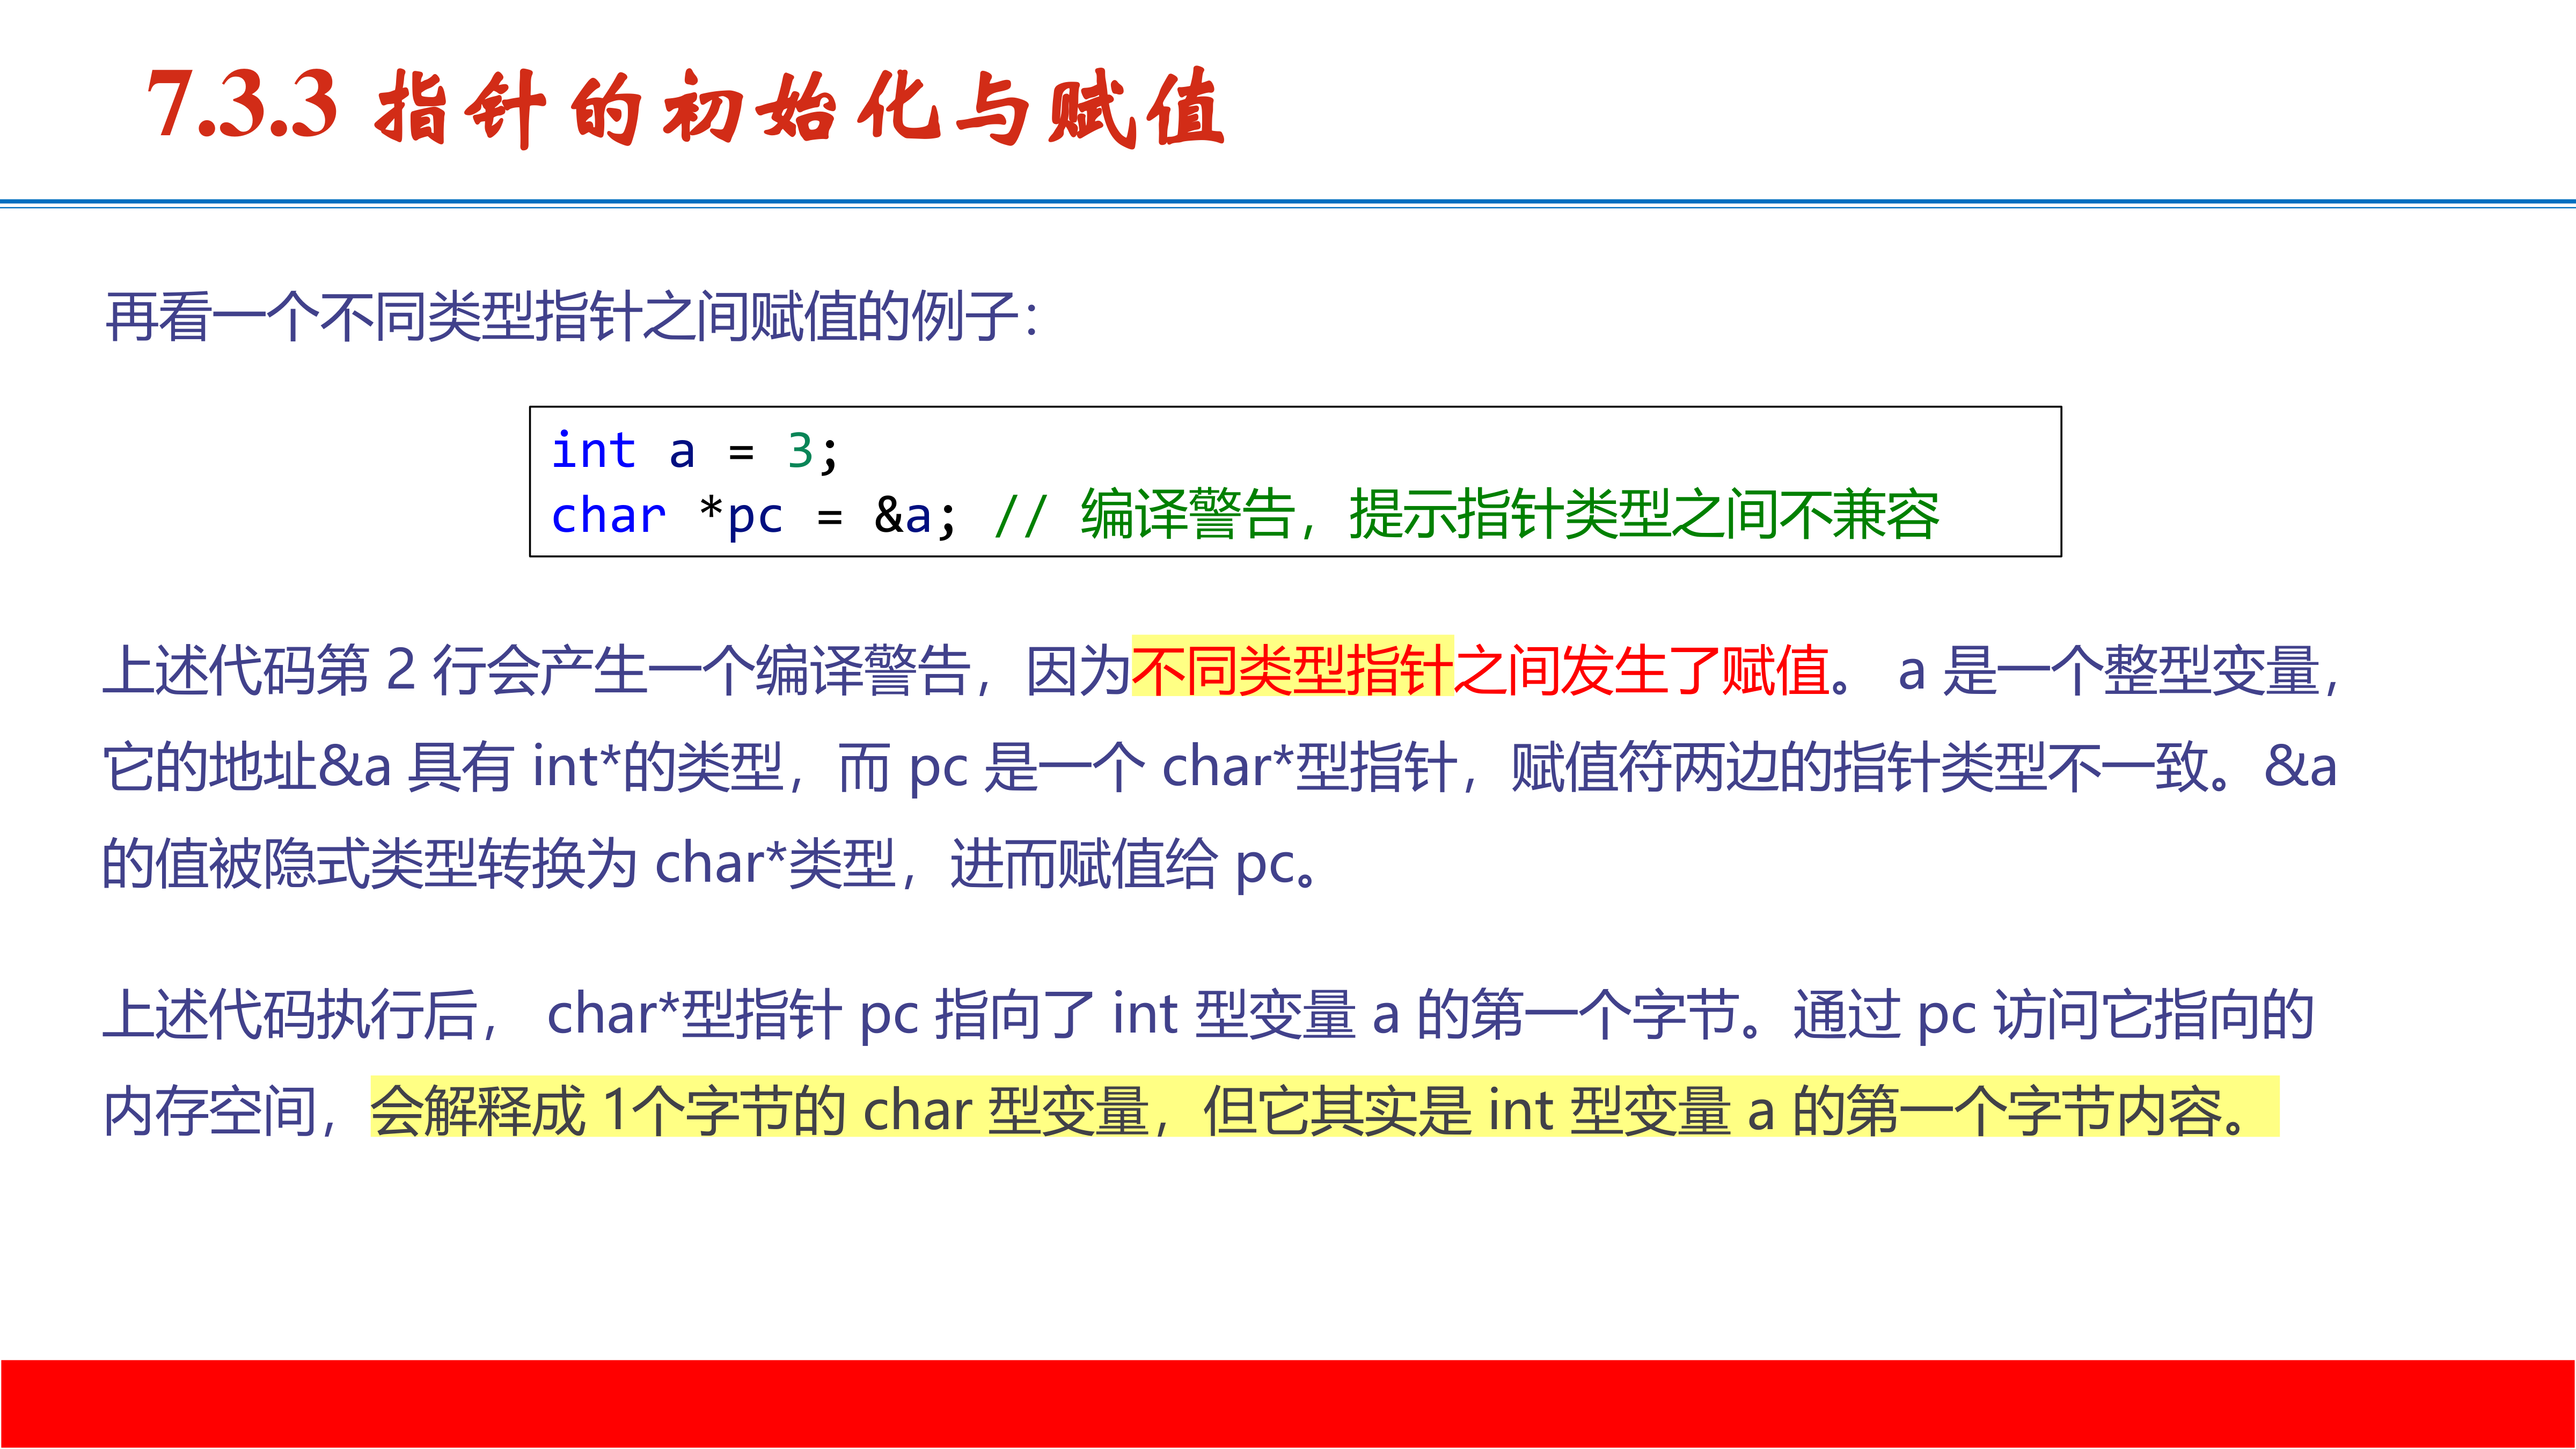 7.3.3 指针的初始化与赋值
再看一个不同类型指针之间赋值的例子：
int a = 3;
char *pc = &a; // 编译警告，提示指针类型之间不兼容
上述代码第 2 行会产生一个编译警告，因为不同类型指针之间发生了赋值。 a 是一个整型变量，
它的地址&a 具有 int*的类型，而 pc 是一个 char*型指针，赋值符两边的指针类型不一致。&a
的值被隐式类型转换为 char*类型，进而赋值给 pc。
上述代码执行后， char*型指针 pc 指向了 int 型变量 a 的第一个字节。通过 pc 访问它指向的
内存空间，会解释成 1个字节的 char 型变量，但它其实是 int 型变量 a 的第一个字节内容。